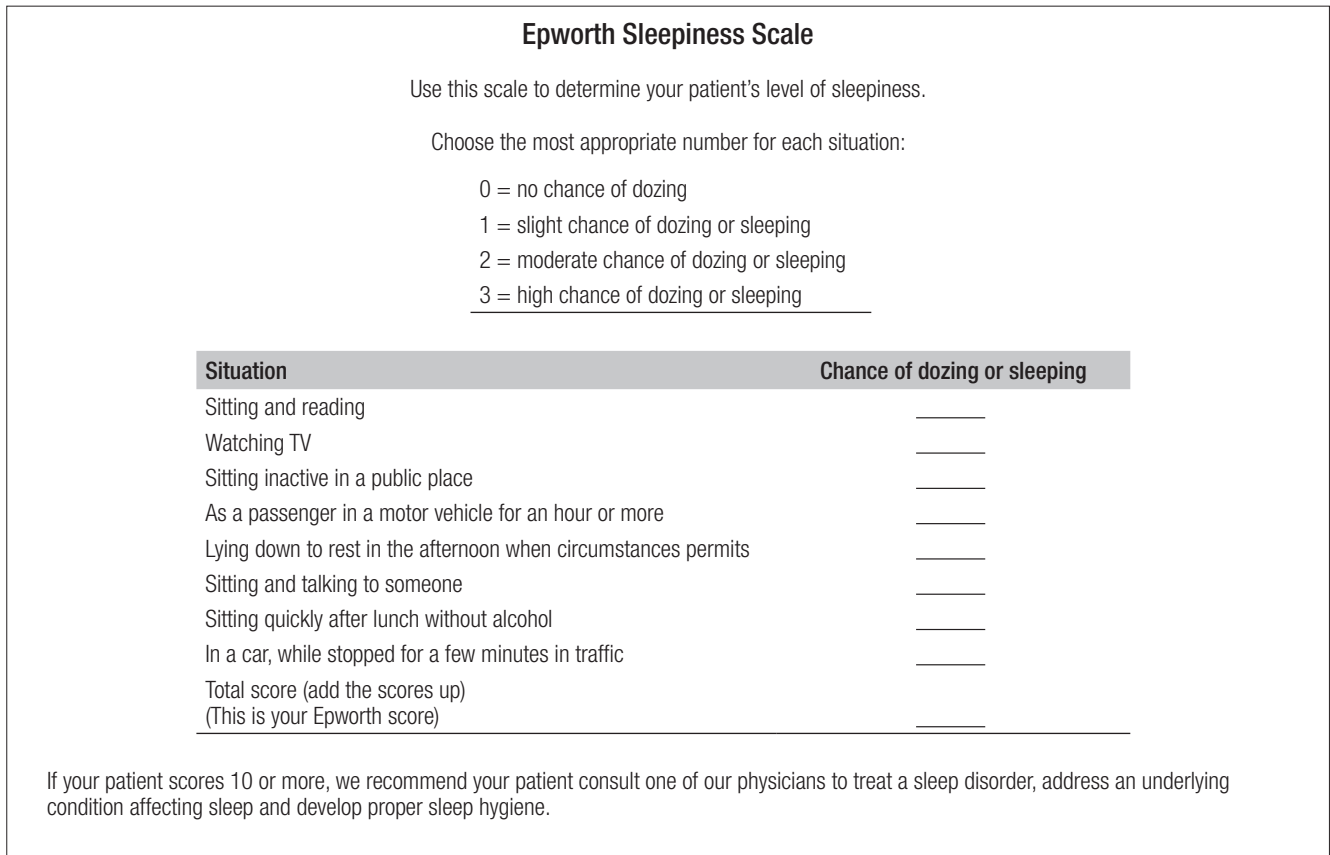 Epworth Sleepiness Scale
Use this scale to determine your patient's level of sleepiness.
Choose the most appropriate number for each situation:
0 = no chance of dozing
1 = slight chance of dozing or sleeping
2 = moderate chance of dozing or sleeping
3 = high chance of dozing or sleeping
Situation Chance of dozing or sleeping
Sitting and reading
Watching TV
Sitting inactive in a public place
As a passenger in a motor vehicle for an hour or more
Lying down to rest in the afternoon when circumstances permits
Sitting and talking to someone
Sitting quickly after lunch without alcohol
In a car, while stopped for a few minutes in traffic
Total score (add the scores up)
(This is your Epworth score)
If your patient scores 10 or more, we recommend your patient consult one of our physicians to treat a sleep disorder, address an underlying
condition affecting sleep and develop proper sleep hygiene.